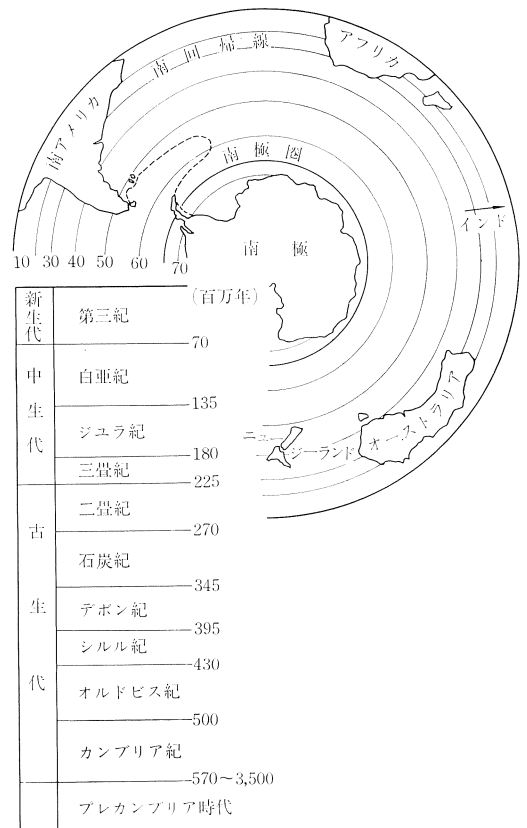 アフリカ
南回帰線
南アメリカ
南極圏
インド
南極
10 30 40 50 60 70
オーストラリア
ニュージーランド
(百万年)
新生代
第三紀
70
中生代
白亜紀
135
ジユラ紀
180
三畳紀
225
古生代
二畳紀
270
石炭紀
345
デボン紀
395
シルル紀
430
オルドビス紀
500
カンブリア紀
570〜3,500
プレカンブリア時代